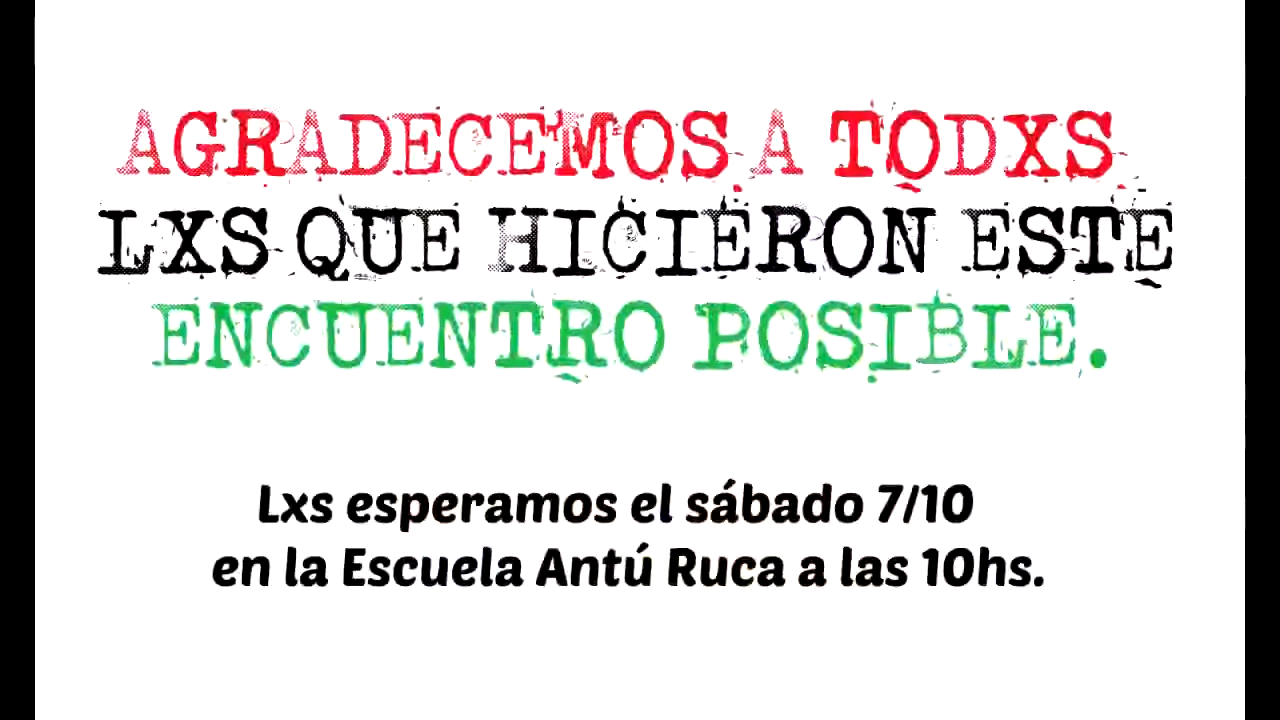 AGRADECEMOS A TODXS
LXS QUE HICIERON ESTE
ENCUENTRO POSIBLE.
Lxs esperamos el sábado 7/10
en la Escuela Antú Ruca a las 10hs.